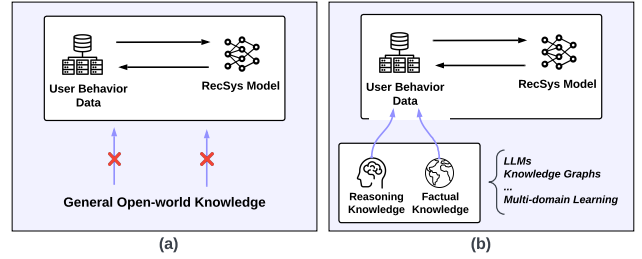 User Behavior
Data
RecSys Model
General Open-world Knowledge
(a)
User Behavior
Data
RecSys Model
Reasoning
Knowledge
Factual
Knowledge
LLMs
Knowledge Graphs
...
Multi-domain Learning
(b)